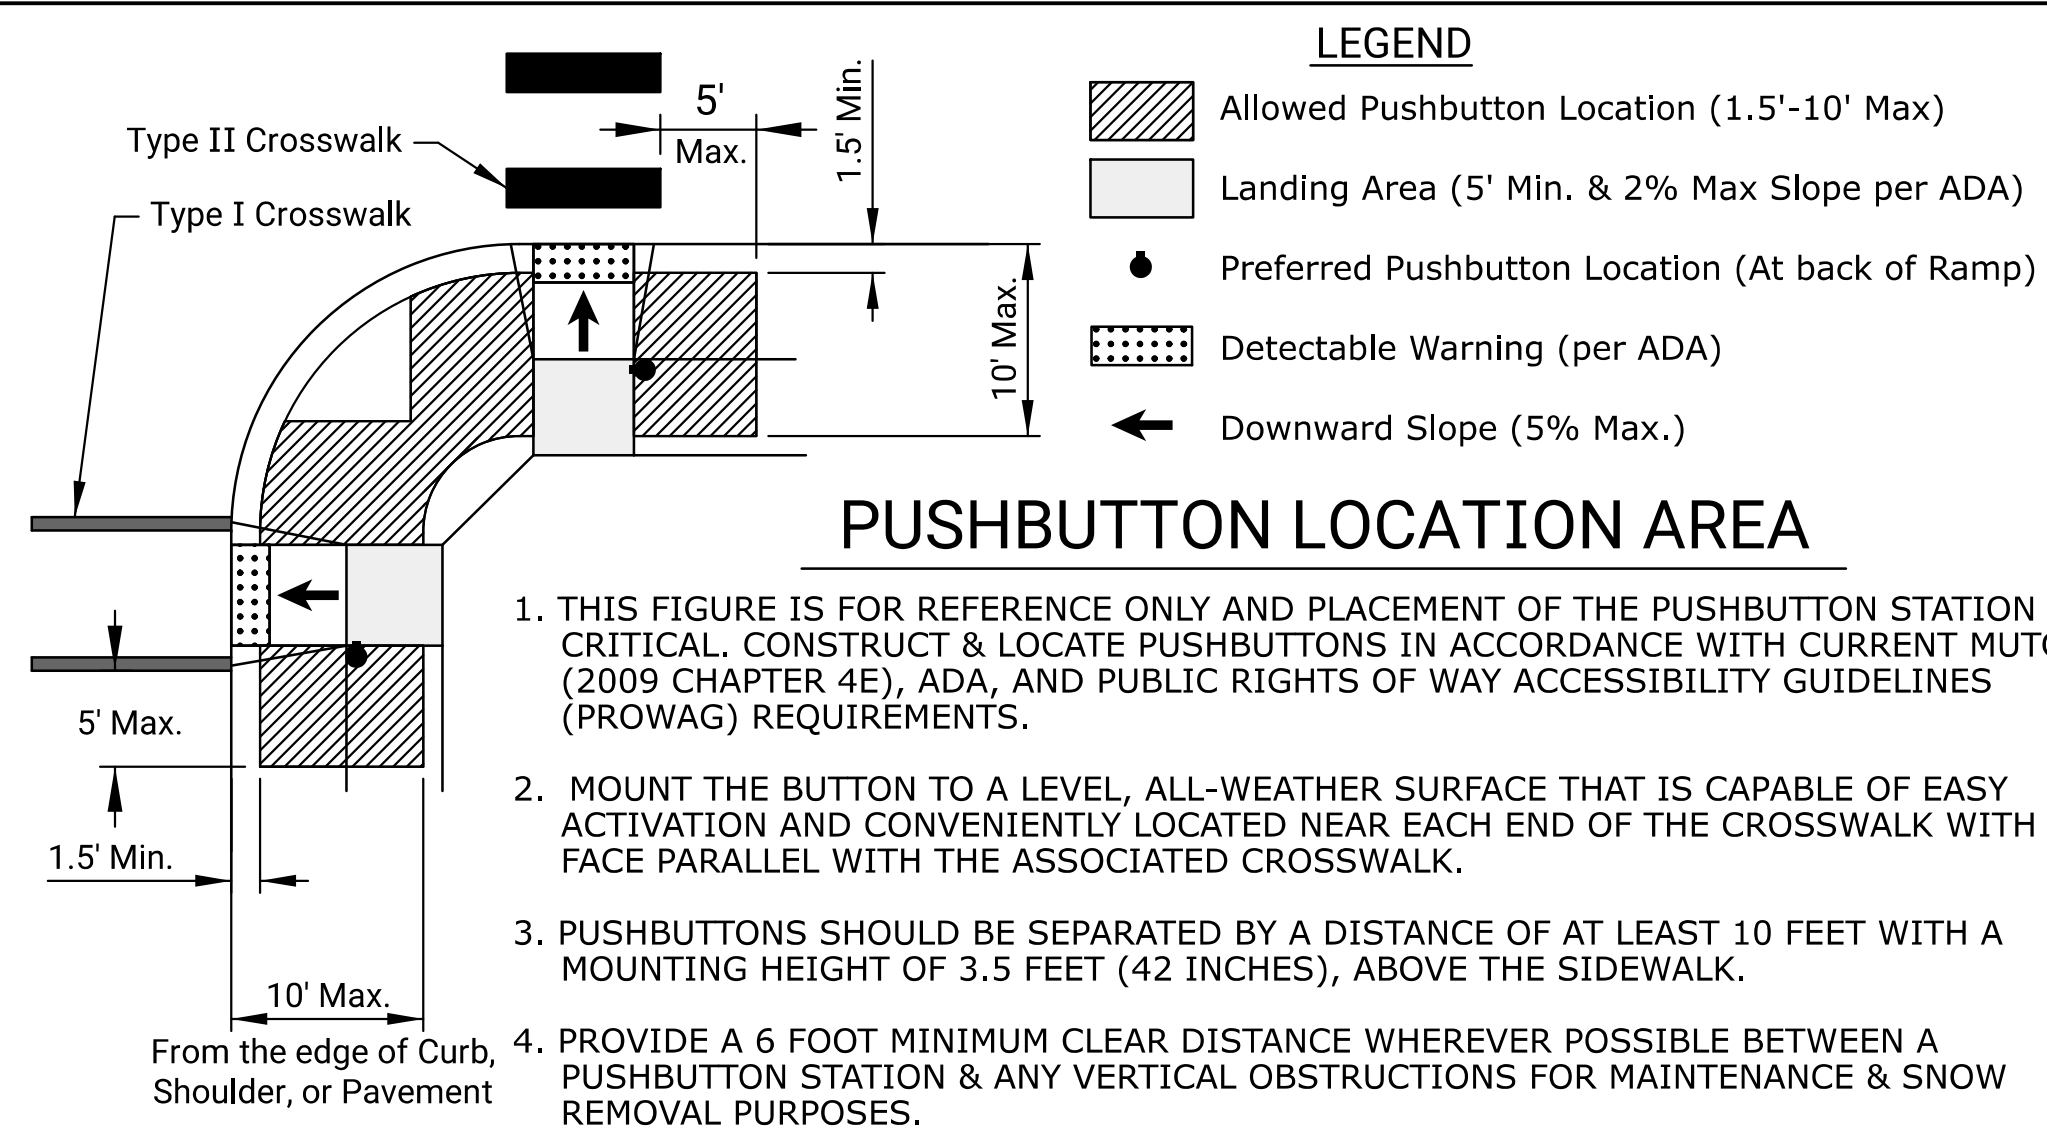 LEGEND
Allowed Pushbutton Location (1.5'-10' Max)
Landing Area (5' Min. & 2% Max Slope per ADA)
Preferred Pushbutton Location (At back of Ramp)
Detectable Warning (per ADA)
Downward Slope (5% Max.)
Type II Crosswalk
Type I Crosswalk
5'
Max.
1.5' Min.
10' Max.
5' Max.
1.5' Min.
10' Max.
From the edge of Curb,
Shoulder, or Pavement
PUSHBUTTON LOCATION AREA
1. THIS FIGURE IS FOR REFERENCE ONLY AND PLACEMENT OF THE PUSHBUTTON STATION
CRITICAL. CONSTRUCT & LOCATE PUSHBUTTONS IN ACCORDANCE WITH CURRENT
(2009 CHAPTER 4E), ADA, AND PUBLIC RIGHTS OF WAY ACCESSIBILITY GUIDELINES
(PROWAG) REQUIREMENTS.
2. MOUNT THE BUTTON TO A LEVEL, ALL-WEATHER SURFACE THAT IS CAPABLE OF EASY
ACTIVATION AND CONVENIENTLY LOCATED NEAR EACH END OF THE CROSSWALK WITH
FACE PARALLEL WITH THE ASSOCIATED CROSSWALK.
3. PUSHBUTTONS SHOULD BE SEPARATED BY A DISTANCE OF AT LEAST 10 FEET WITH A
MOUNTING HEIGHT OF 3.5 FEET (42 INCHES), ABOVE THE SIDEWALK.
4. PROVIDE A 6 FOOT MINIMUM CLEAR DISTANCE WHEREVER POSSIBLE BETWEEN A
PUSHBUTTON STATION & ANY VERTICAL OBSTRUCTIONS FOR MAINTENANCE & SNOW
REMOVAL PURPOSES.